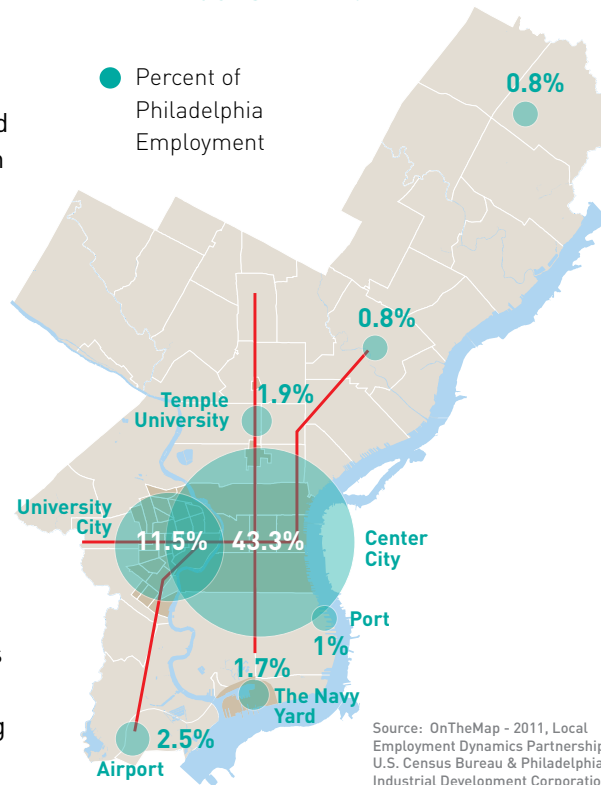 Percent of
Philadelphia
Employment
0.8%
0.8%
1.9%
Temple
University
University
City
11.5%
43.3%
Center
City
Port
1%
1.7%
The Navy
Yard
2.5%
Airport
Source: OnTheMap - 2011, Local
Employment Dynamics Partnership
U.S. Census Bureau & Philadelphia
Industrial Development Corporation